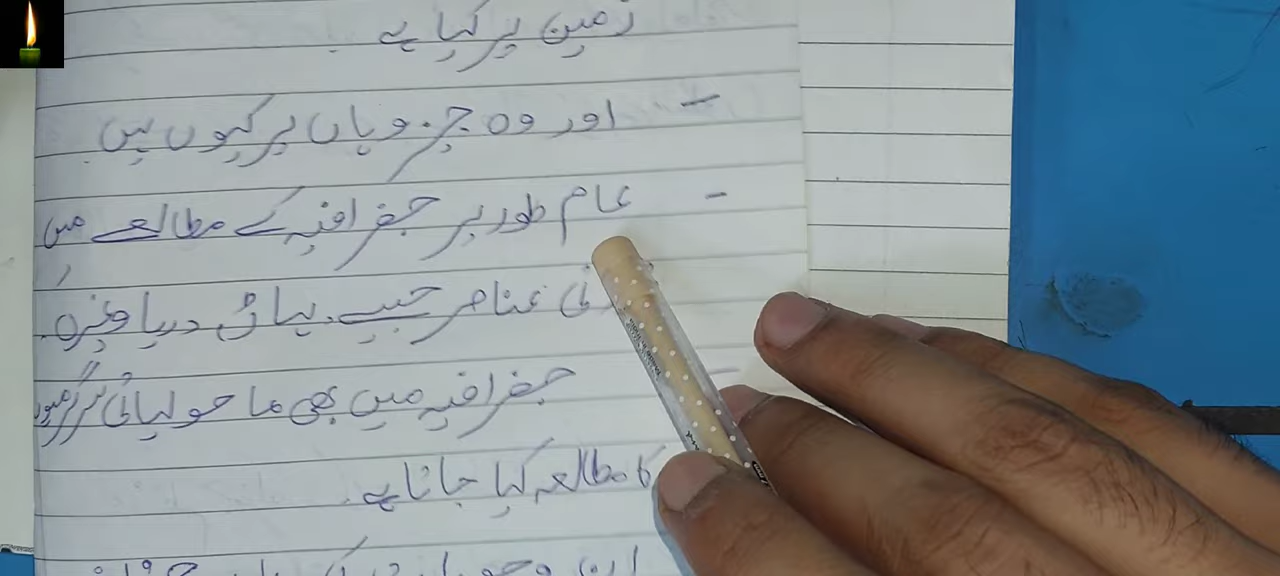 زمین پر کیا ہے
- اور وہ چیز وہاں پر کیوں ہیں
- عام طور پر جغرافیہ کے مطالعے میں
عناصر جیسے پہاڑ دریا وغیرہ
جغرافیہ میں بھی ماحولیاتی سرگرمیوں
کا مطالعہ کیا جاتا ہے۔